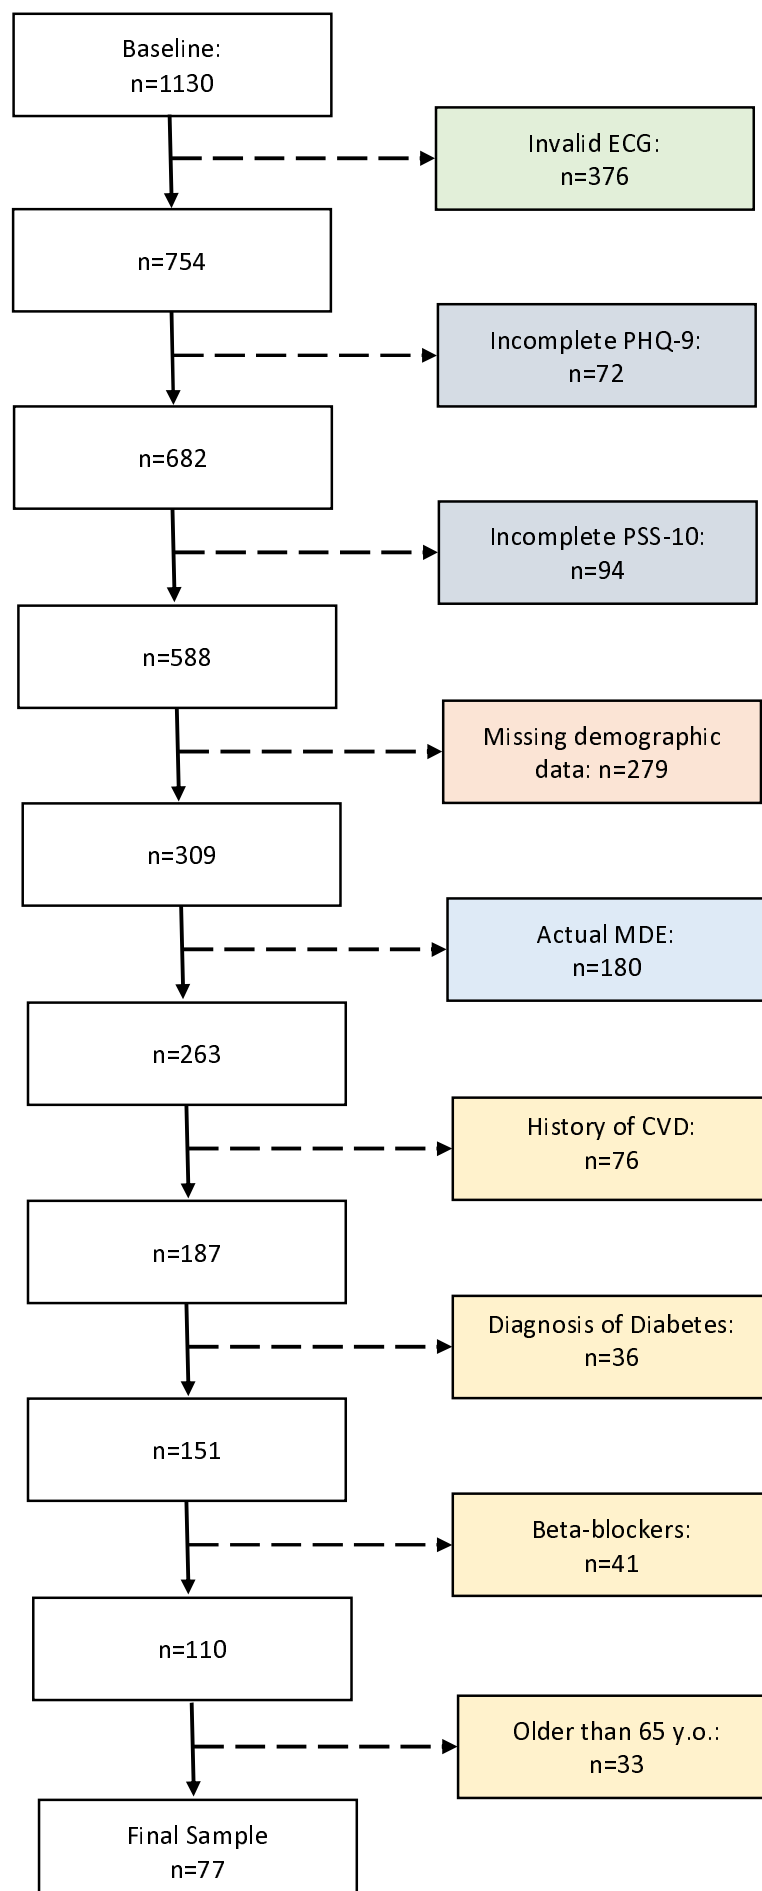 Baseline:
n=1130
Invalid ECG:
n=376
n=754
Incomplete PHQ-9:
n=72
n=682
Incomplete PSS-10:
n=94
n=588
Missing demographic
data: n=279
n=309
Actual MDE:
n=180
n=263
History of CVD:
n=76
n=187
Diagnosis of Diabetes:
n=36
n=151
Beta-blockers:
n=41
n=110
Older than 65 y.o.:
n=33
Final Sample
n=77